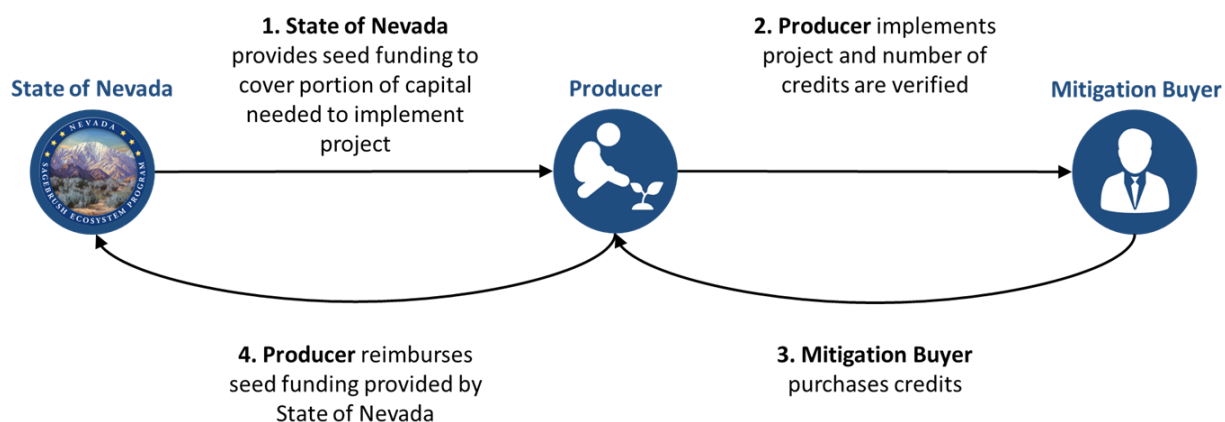 1. State of Nevada
provides seed funding to
cover portion of capital
needed to implement
project
2. Producer implements
project and number of
credits are verified
State of Nevada
Producer
Mitigation Buyer
NEVADA
SAGEBRUSH ECOSYSTEM PROGRAM
4. Producer reimburses
seed funding provided by
State of Nevada
3. Mitigation Buyer
purchases credits